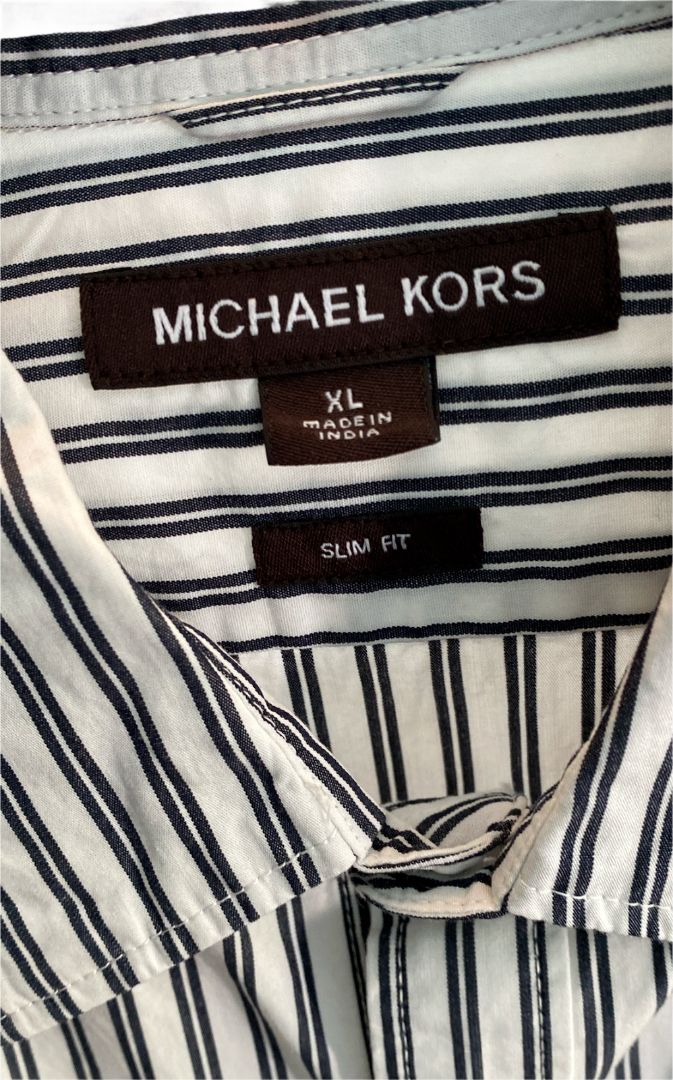 MICHAEL KORS
XL
MADE IN
INDIA
SLIM FIT